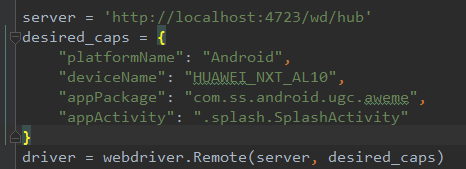 server = 'http://localhost:4723/wd/hub'
desired_caps = {
    "platformName": "Android",
    "deviceName": "HUAWEI_NXT_AL10",
    "appPackage": "com.ss.android.ugc.aweme",
    "appActivity": ".splash.SplashActivity"
}
driver = webdriver.Remote(server, desired_caps)